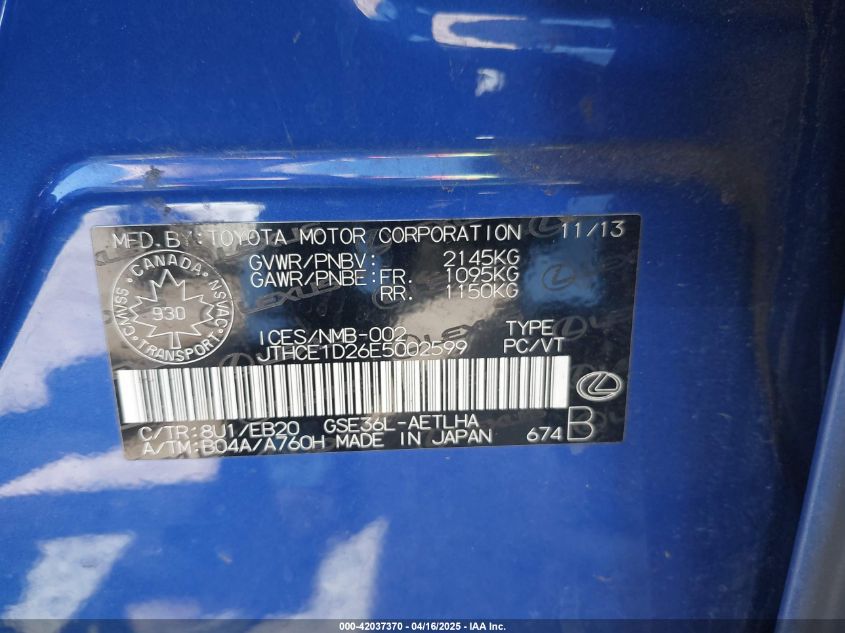 MFD.BY:TOYOTA MOTOR CORPORATION 11/13
GVWR/PNBV: 2145KG
GAWR/PNBE:FR. 1095KG
RR. 1150KG
CANADA
CMVSS 930 NSVAC
TRANSPORT
ICES/NMB-002 TYPE
JTHCE1D26E5002599 PC/VT
C/TR:8U1/EB20 GSE36L-AETLHA
A/TM:B04A/A760H MADE IN JAPAN 674 B
000-42037370 - 04/16/2025 - IAA Inc.